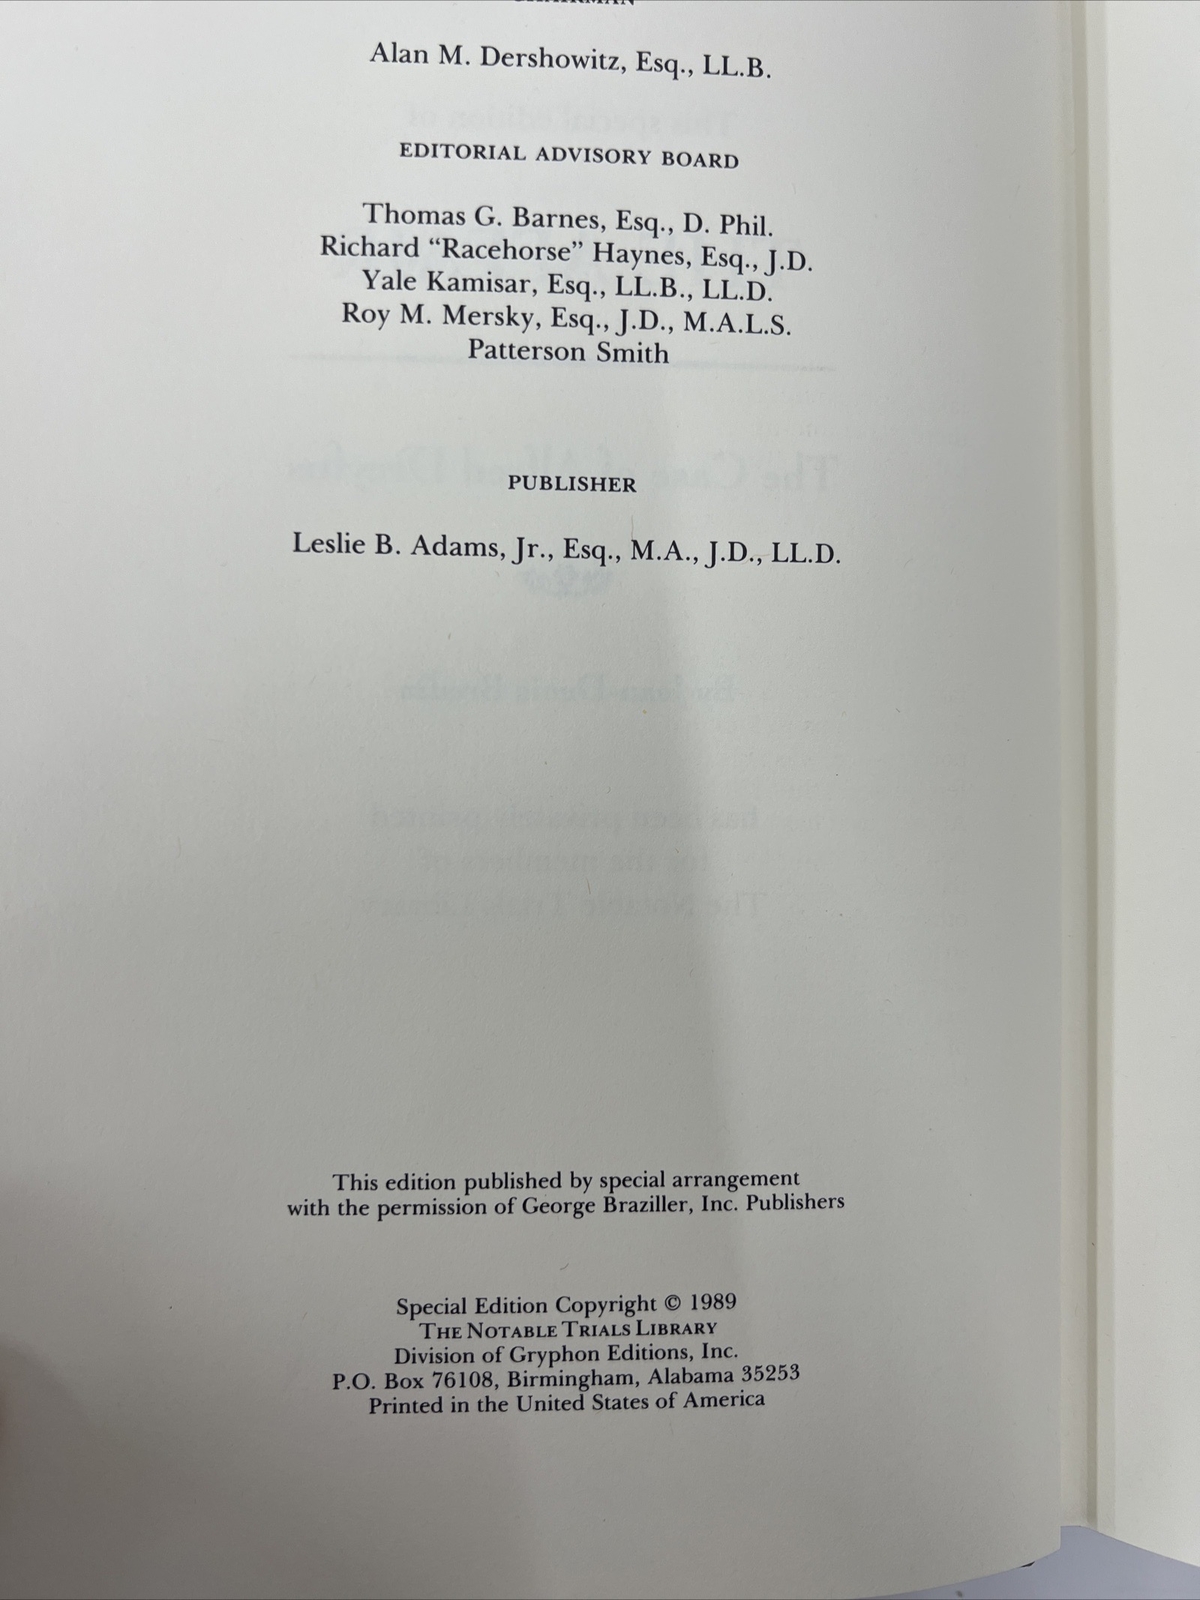 CHAIRMAN
Alan M. Dershowitz, Esq., LL.B.
EDITORIAL ADVISORY BOARD
Thomas G. Barnes, Esq., D. Phil.
Richard “Racehorse” Haynes, Esq., J.D.
Yale Kamisar, Esq., LL.B., LL.D.
Roy M. Mersky, Esq., J.D., M.A.L.S.
Patterson Smith
PUBLISHER
Leslie B. Adams, Jr., Esq., M.A., J.D., LL.D.
This edition published by special arrangement
with the permission of George Braziller, Inc. Publishers
Special Edition Copyright © 1989
THE NOTABLE TRIALS LIBRARY
Division of Gryphon Editions, Inc.
P.O. Box 76108, Birmingham, Alabama 35253
Printed in the United States of America